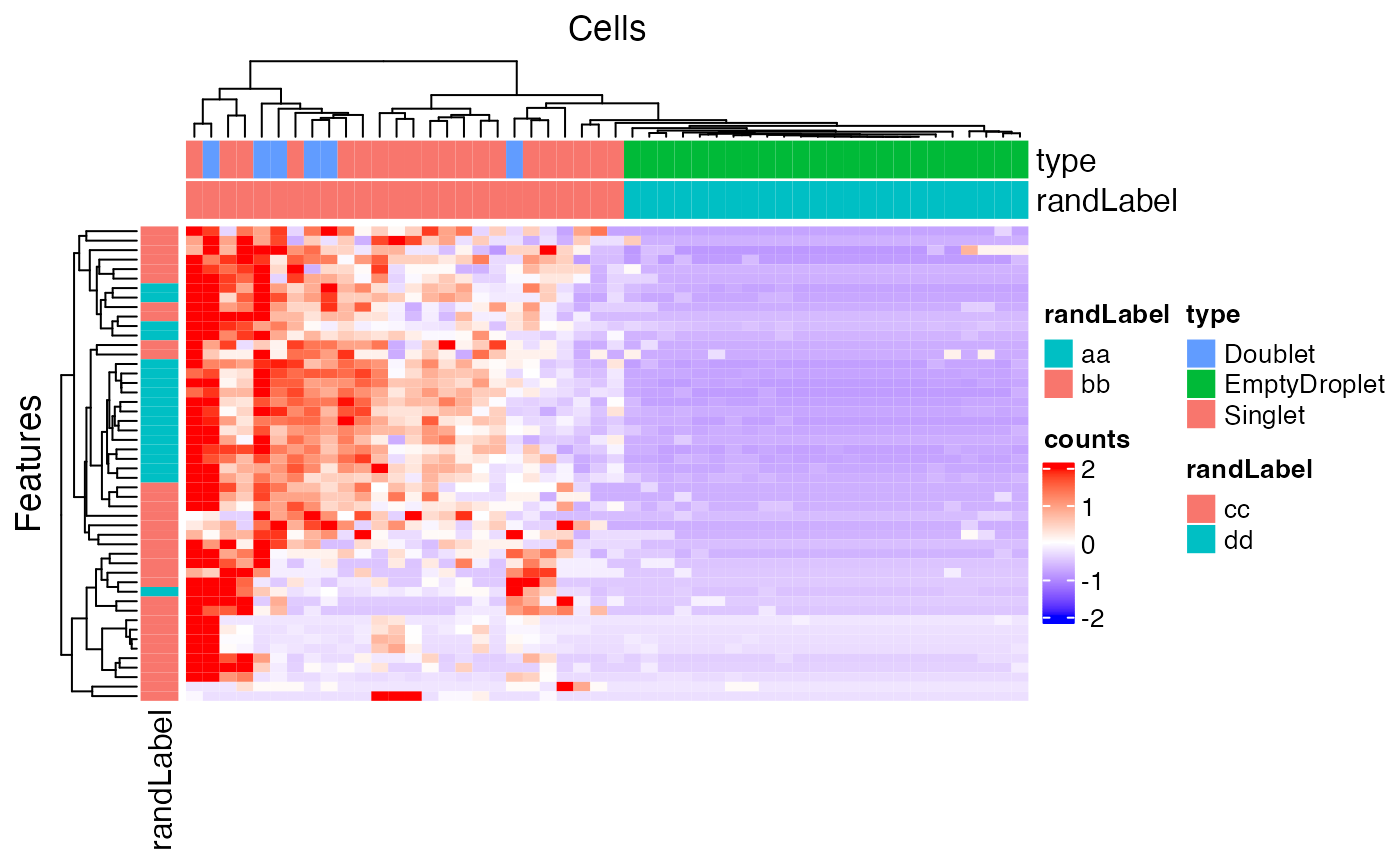 Cells
type
randLabel
Features
randLabel
randLabel
aa
bb
counts
2
1
0
-1
-2
type
Doublet
EmptyDroplet
Singlet
randLabel
cc
dd